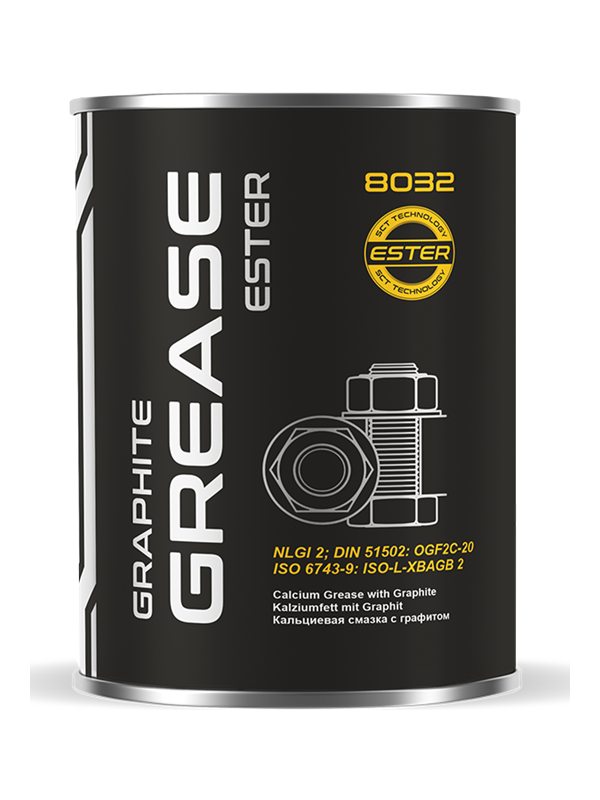 GRAPHITE
GREASE
ESTER
8032
SCT TECHNOLOGY
ESTER
SCT TECHNOLOGY
NLGI 2; DIN 51502: OGF2C-20
ISO 6743-9: ISO-L-XBAGB 2
Calcium Grease with Graphite
Kalziumfett mit Graphit
Кальциевая смазка с графитом